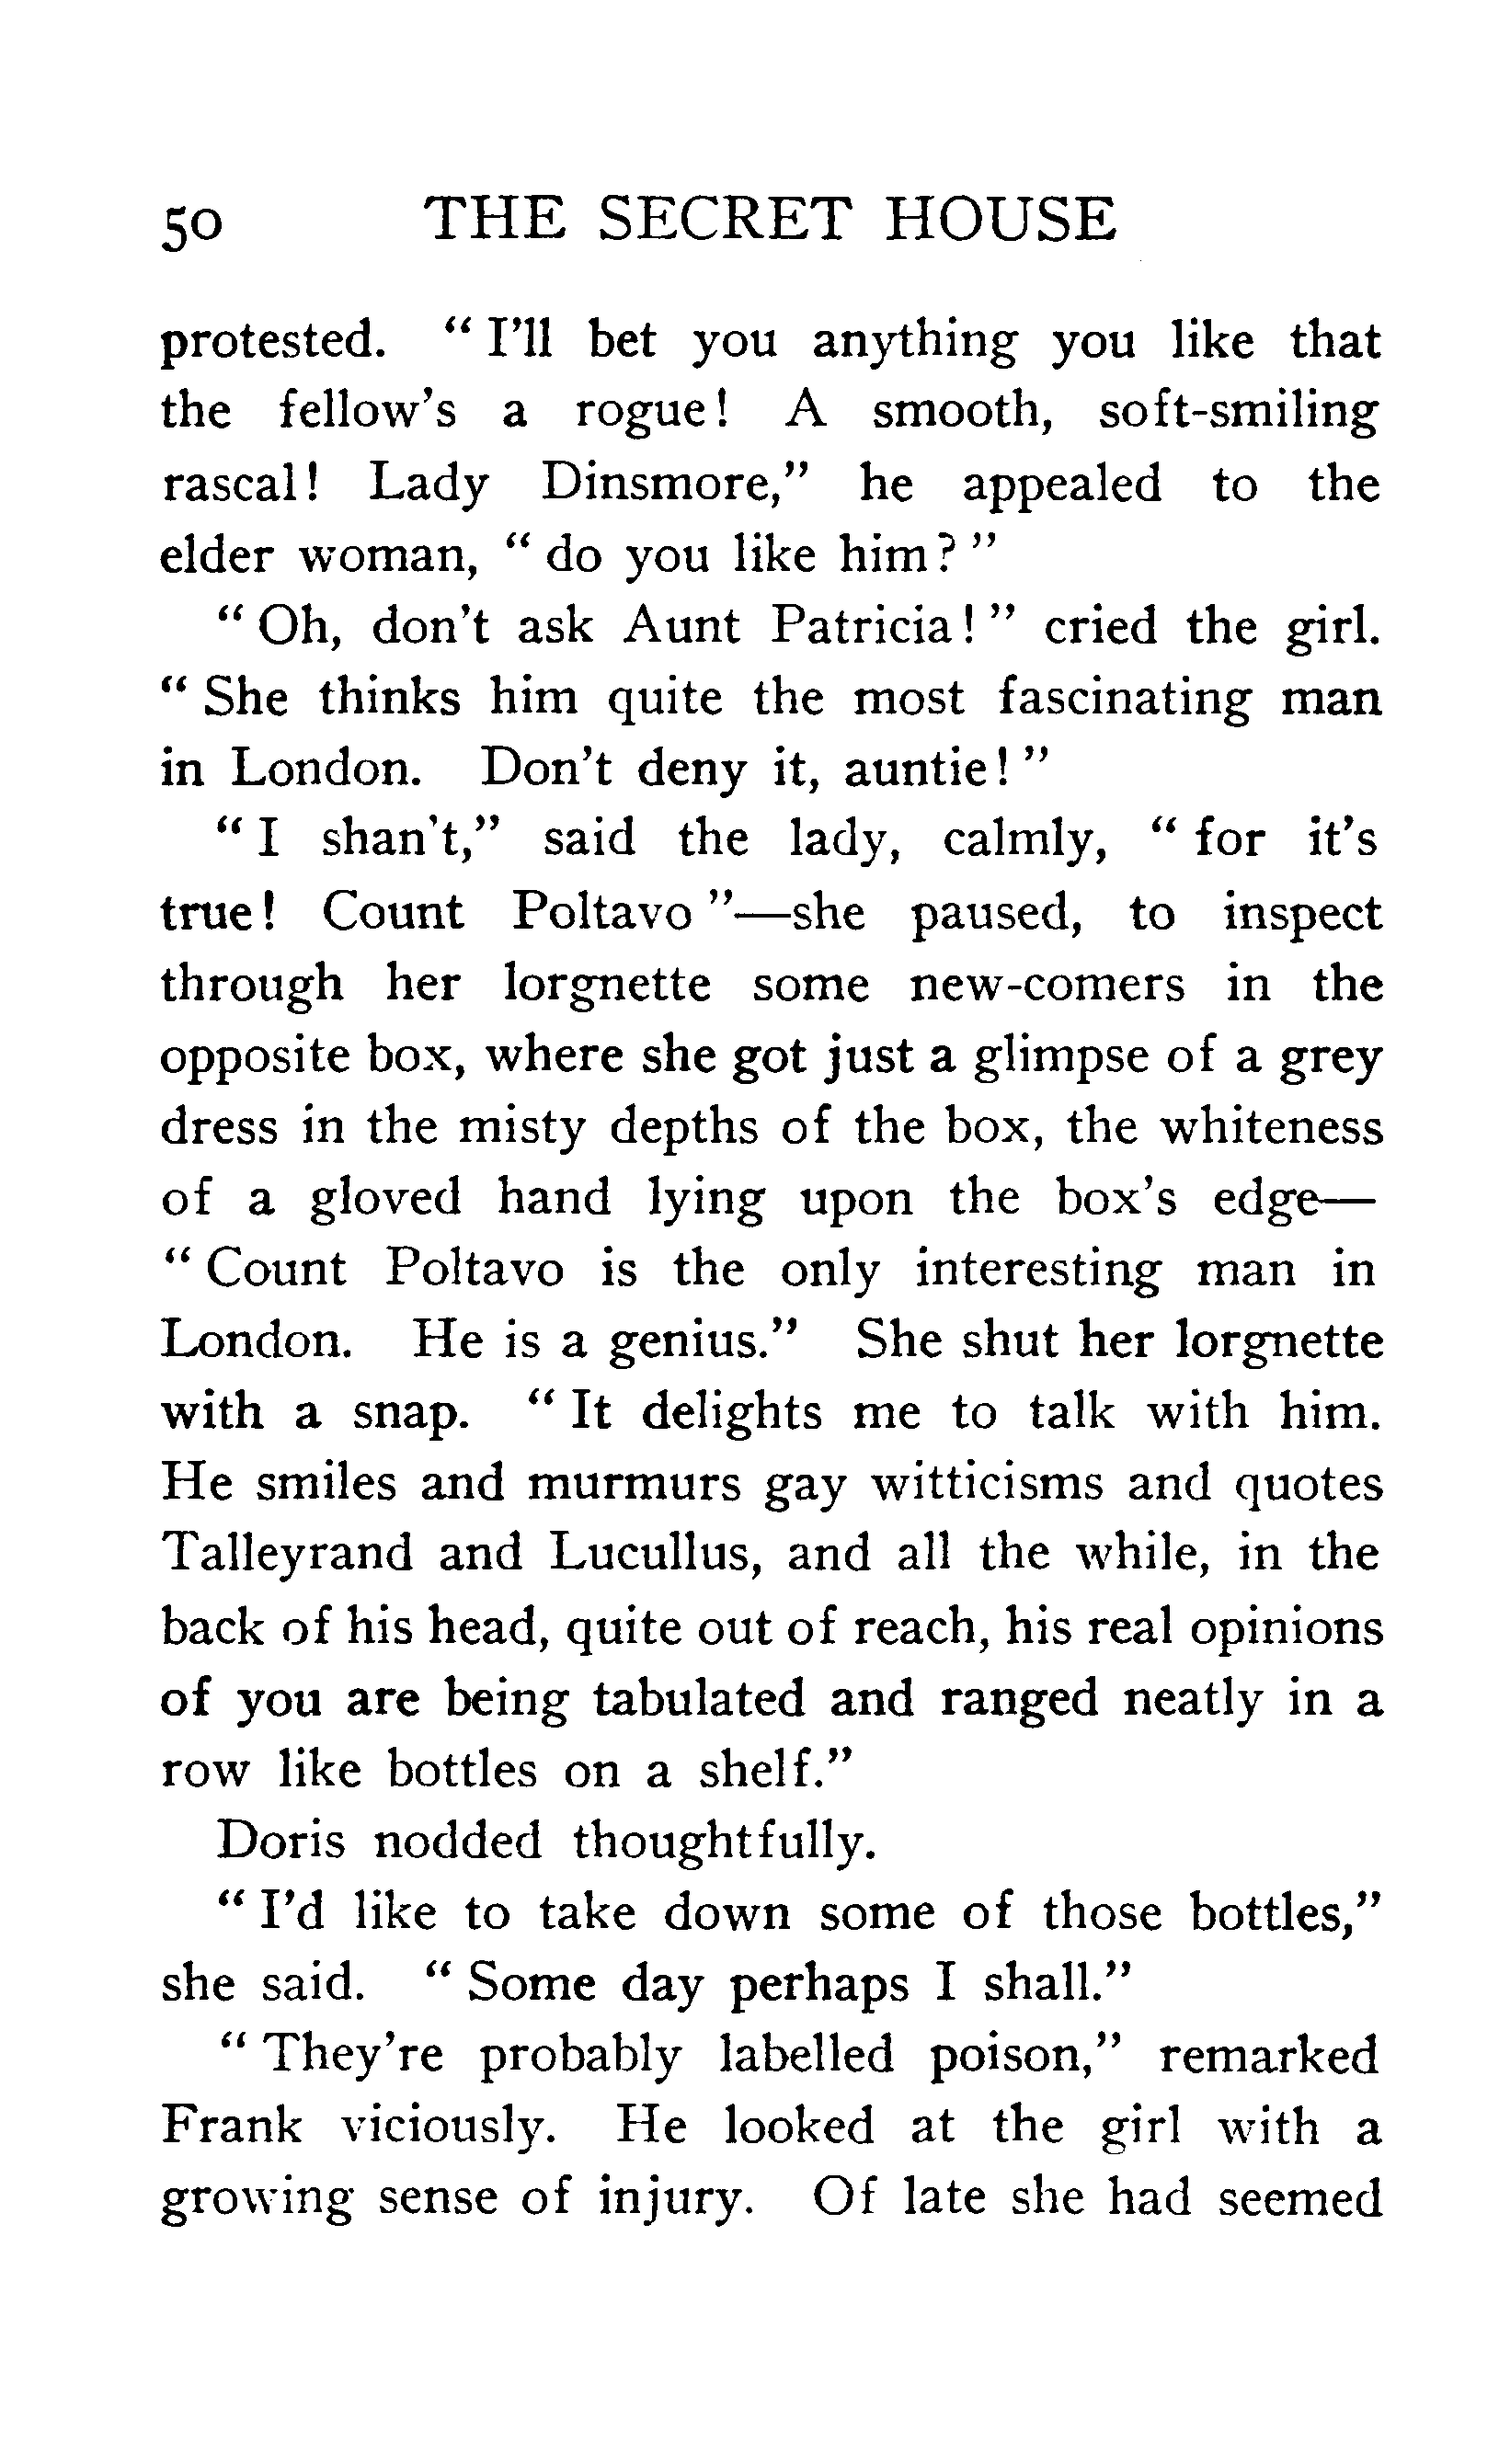 50 THE SECRET HOUSE
protested. “ I’ll bet you anything you like that
the fellow’s a rogue! A smooth, soft-smiling
rascal! Lady Dinsmore,” he appealed to the
elder woman, “ do you like him? ”
“ Oh, don’t ask Aunt Patricia! ” cried the girl.
“ She thinks him quite the most fascinating man
in London. Don’t deny it, auntie! ”
“ I shan’t,” said the lady, calmly, “ for it’s
true! Count Poltavo ”—she paused, to inspect
through her lorgnette some new-comers in the
opposite box, where she got just a glimpse of a grey
dress in the misty depths of the box, the whiteness
of a gloved hand lying upon the box’s edge—
“ Count Poltavo is the only interesting man in
London. He is a genius.” She shut her lorgnette
with a snap. “ It delights me to talk with him.
He smiles and murmurs gay witticisms and quotes
Talleyrand and Lucullus, and all the while, in the
back of his head, quite out of reach, his real opinions
of you are being tabulated and ranged neatly in a
row like bottles on a shelf.”
Doris nodded thoughtfully.
“ I’d like to take down some of those bottles,”
she said. “ Some day perhaps I shall.”
“ They’re probably labelled poison,” remarked
Frank viciously. He looked at the girl with a
growing sense of injury. Of late she had seemed